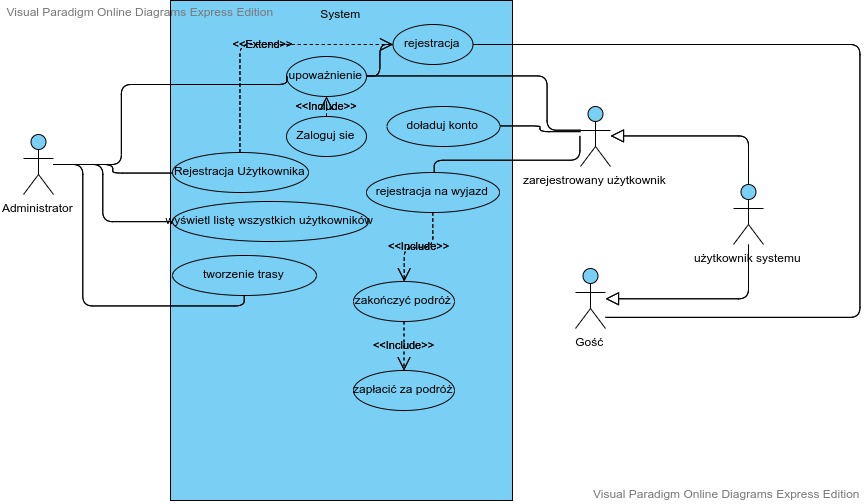 Visual Paradigm Online Diagrams Express Edition
System
<<Extend>>
rejestracja
upoważnienie
<<Include>>
Zaloguj sie
doładuj konto
Rejestracja Użytkownika
rejestracja na wyjazd
zarejestrowany użytkownik
Administrator
wyświetl listę wszystkich użytkowników
<<Include>>
użytkownik systemu
tworzenie trasy
zakończyć podróż
Gość
<<Include>>
zapłacić za podróż
Visual Paradigm Online Diagrams Express Edition